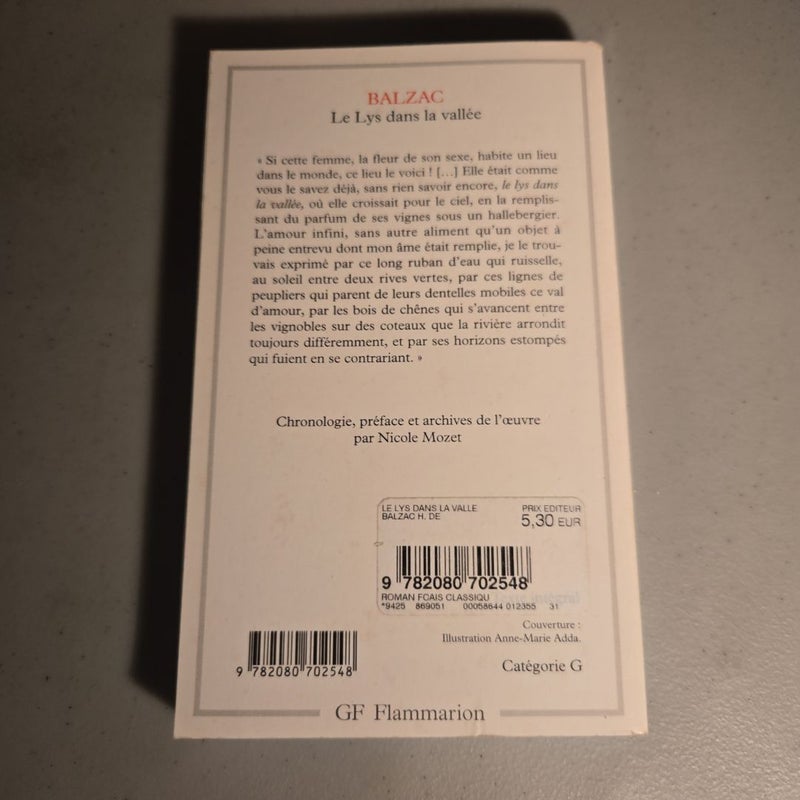 BALZAC
Le Lys dans la vallée
« Si cette femme, la fleur de son sexe, habite un lieu
dans le monde, ce lieu le voici ! [...] Elle était comme
vous le savez déjà, sans rien savoir encore, le lys dans
la vallée, où elle croissait pour le ciel, en la remplis-
sant du parfum de ses vignes sous un hallebergier.
L'amour infini, sans autre aliment qu'un objet à
peine entrevu dont mon âme était remplie, je le trou-
vais exprimé par ce long ruban d'eau qui ruisselle,
au soleil entre deux rives vertes, par ces lignes de
peupliers qui parent de leurs dentelles mobiles ce val
d'amour, par les bois de chênes qui s'avancent entre
les vignobles sur des coteaux que la rivière arrondit
toujours différemment, et par ses horizons estompés
qui fuient en se contrariant. »
Chronologie, préface et archives de l'œuvre
par Nicole Mozet
LE LYS DANS LA VALLE PRIX EDITEUR
BALZAC H. DE 5,30 EUR
9 782080 702548
ROMAN FCAIS CLASSIQU Texte intégral
*9425 869051 00058644 012355 31
Couverture :
Illustration Anne-Marie Adda.
9 782080 702548
Catégorie G
GF Flammarion